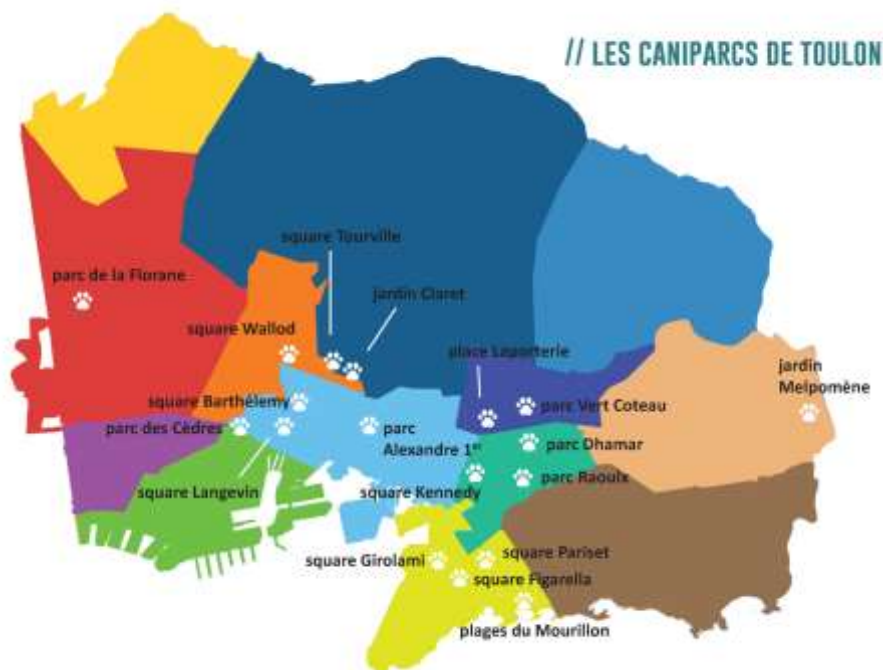 // LES CANIPARCS DE TOULON
square Tourville
parc de la Florane
jardin Claret
square Wallod
place Laporterie
jardin
Melpomène
square Barthélemy
parc Vert Coteau
parc des Cèdres
parc
Alexandre 1er
parc Dhamar
square Langevin
square Kennedy
parc Raoulx
square Girolami
square Pariset
square Figarella
plages du Mourillon